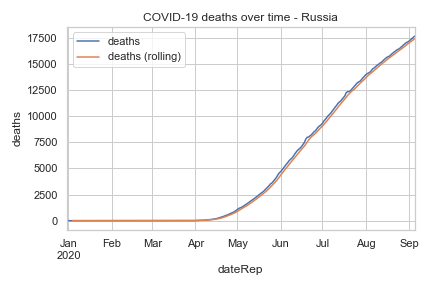 COVID-19 deaths over time - Russia
deaths
deaths (rolling)
17500
15000
12500
10000
7500
5000
2500
0
deaths
Jan Feb Mar Apr May Jun Jul Aug Sep
2020
dateRep